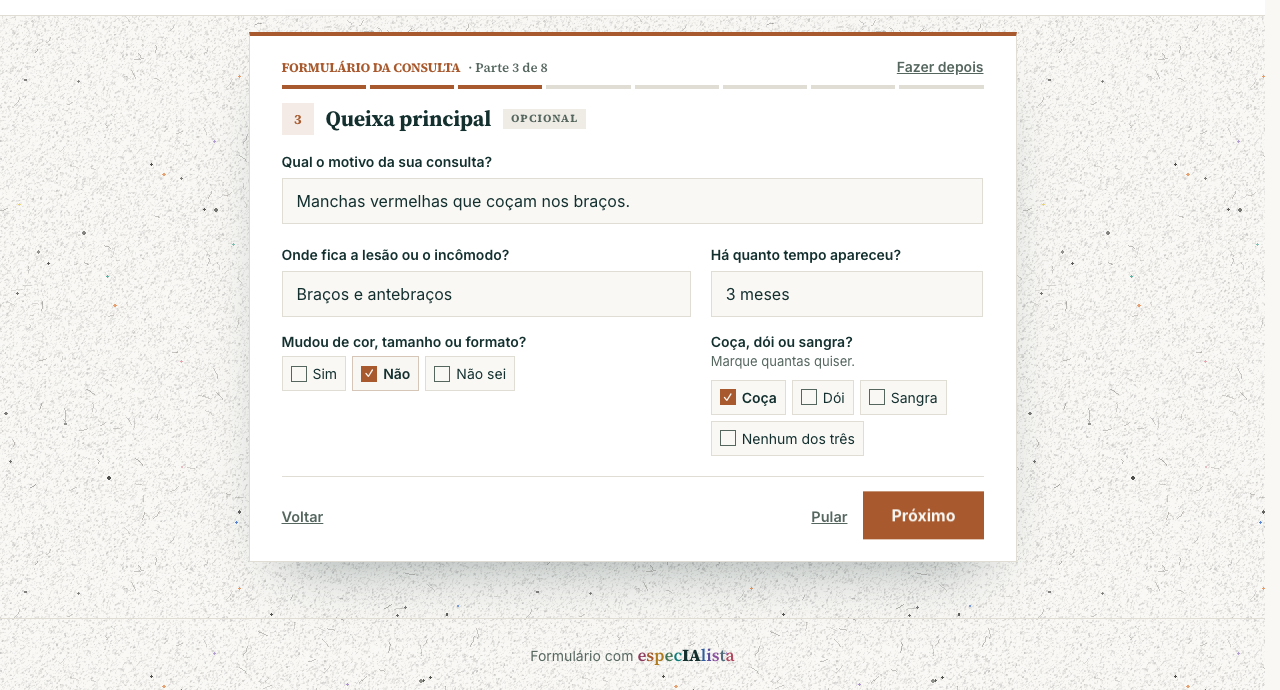 FORMULÁRIO DA CONSULTA · Parte 3 de 8
Fazer depois
3 Queixa principal OPCIONAL
Qual o motivo da sua consulta?
Manchas vermelhas que coçam nos braços.
Onde fica a lesão ou o incômodo?
Braços e antebraços
Há quanto tempo apareceu?
3 meses
Mudou de cor, tamanho ou formato?
Sim Não Não sei
Coça, dói ou sangra?
Marque quantas quiser.
Coça Dói Sangra
Nenhum dos três
Voltar
Pular Próximo
Formulário com especIAlista